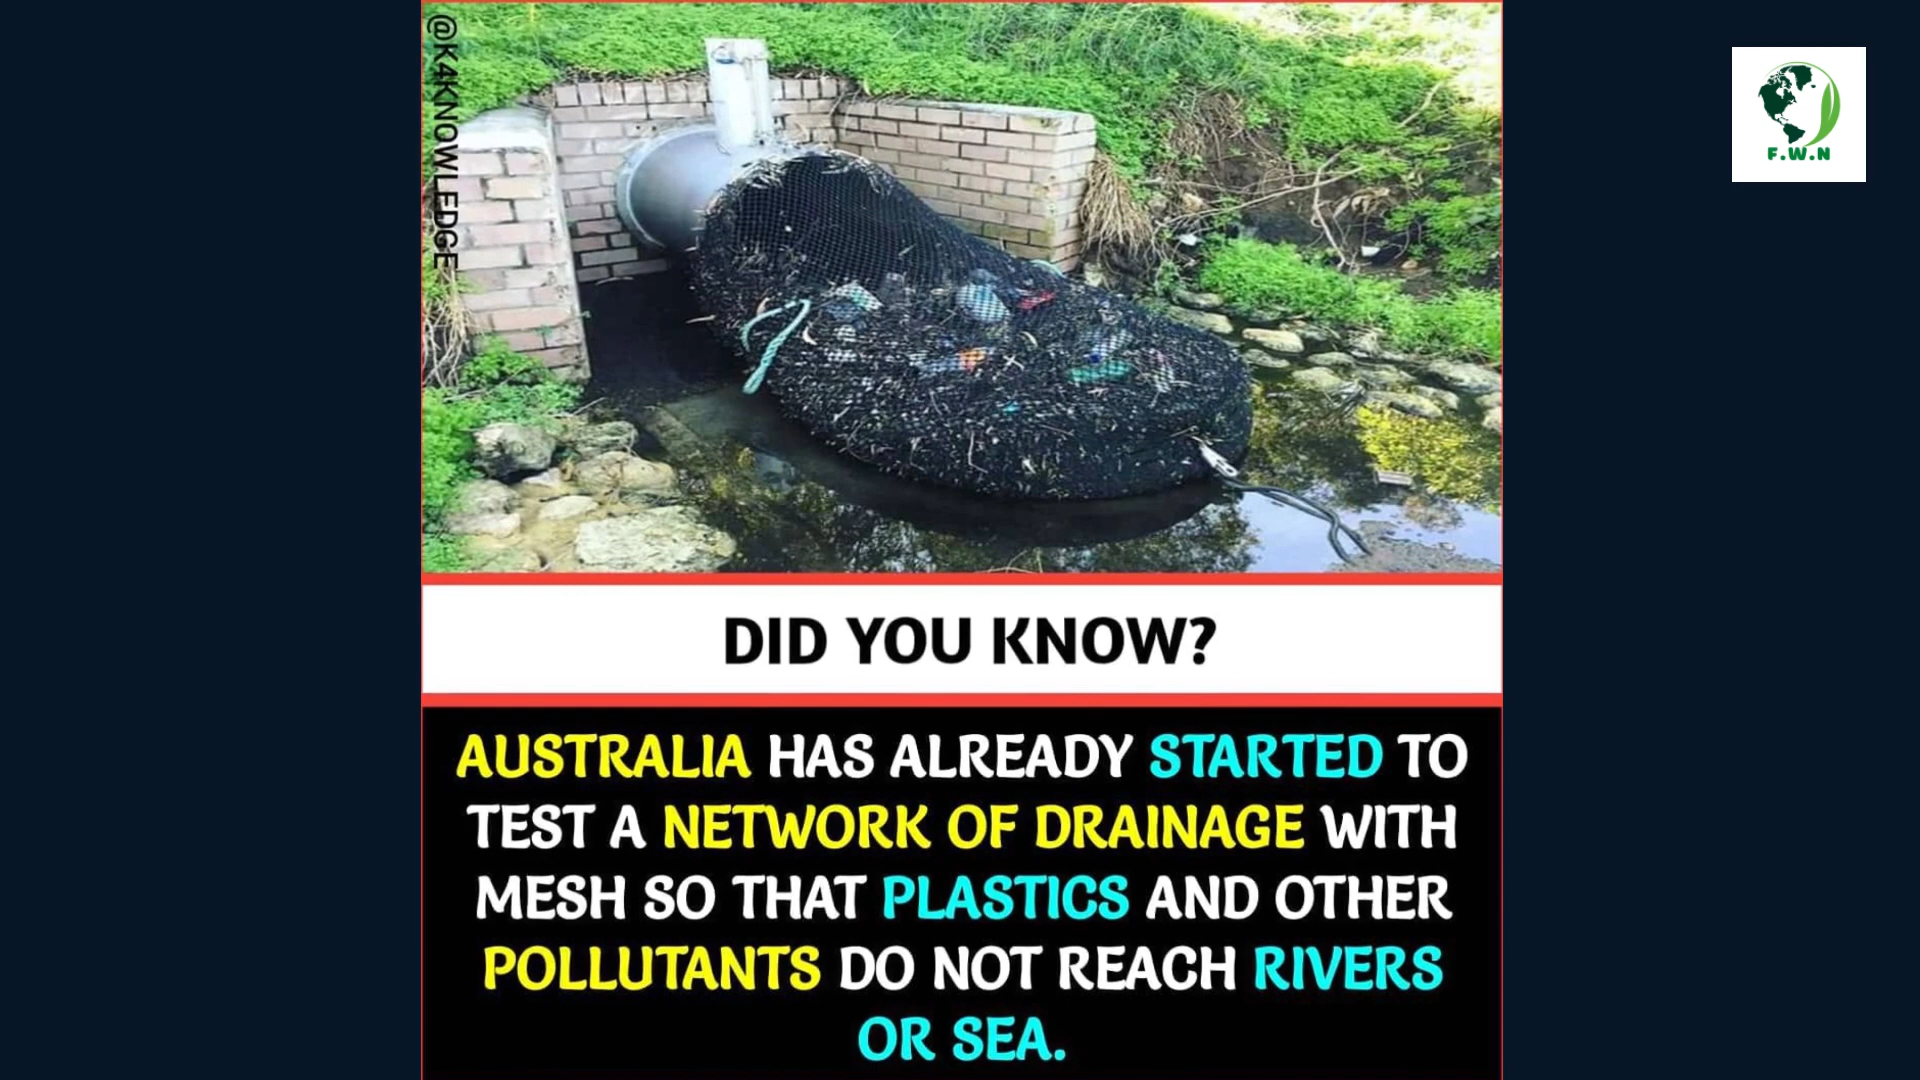 @K4KNOWLEDGE
F.W.N
DID YOU KNOW?
AUSTRALIA HAS ALREADY STARTED TO
TEST A NETWORK OF DRAINAGE WITH
MESH SO THAT PLASTICS AND OTHER
POLLUTANTS DO NOT REACH RIVERS
OR SEA.